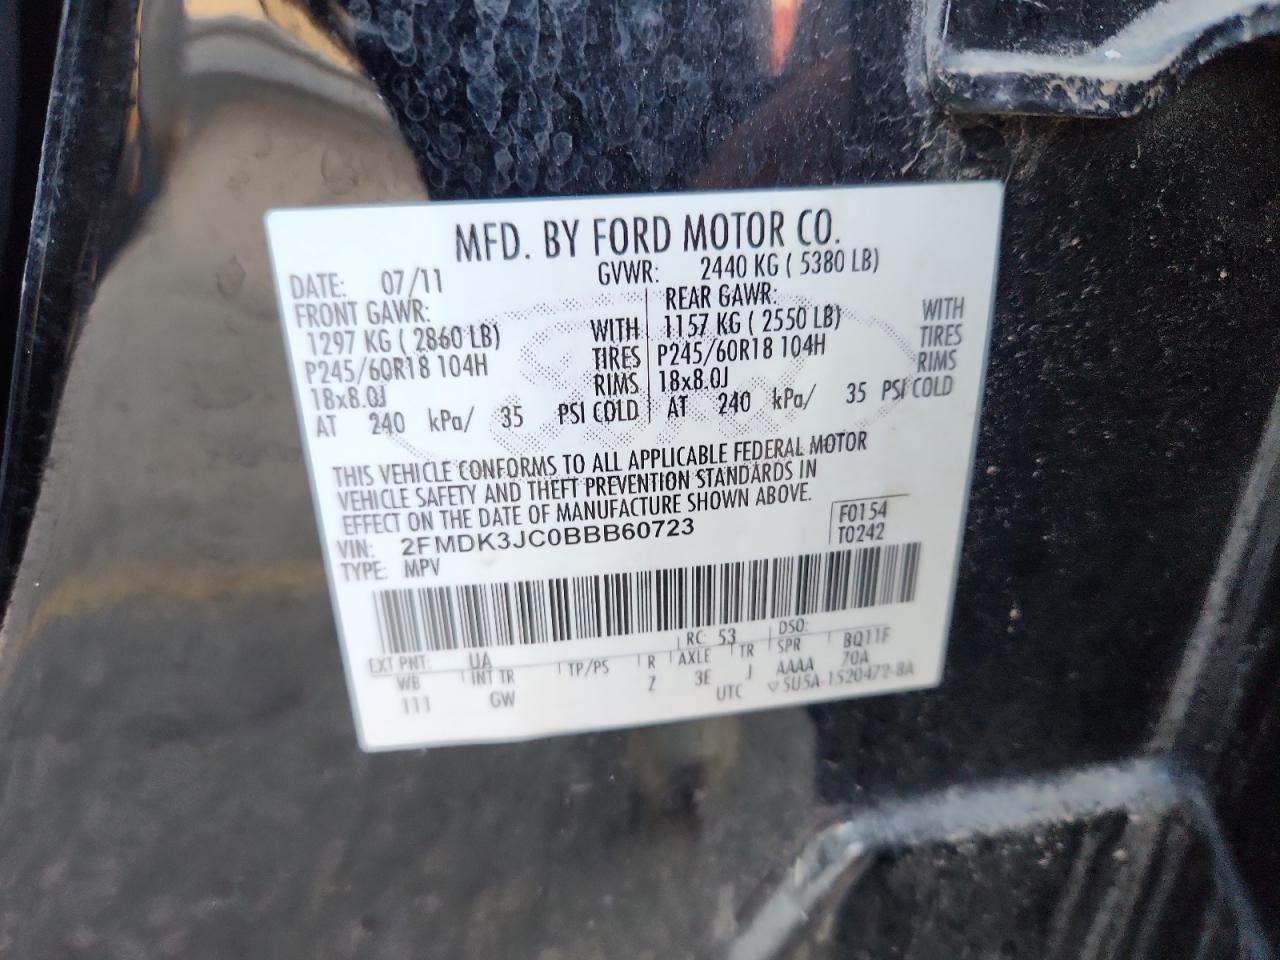 MFD. BY FORD MOTOR CO.
DATE: 07/11 GVWR: 2440 KG ( 5380 LB)
FRONT GAWR: REAR GAWR:
1297 KG ( 2860 LB) WITH 1157 KG ( 2550 LB) WITH
P245/60R18 104H TIRES P245/60R18 104H TIRES
18x8.0J RIMS 18x8.0J RIMS
AT 240 kPa/ 35 PSI COLD AT 240 kPa/ 35 PSI COLD
THIS VEHICLE CONFORMS TO ALL APPLICABLE FEDERAL MOTOR
VEHICLE SAFETY AND THEFT PREVENTION STANDARDS IN
EFFECT ON THE DATE OF MANUFACTURE SHOWN ABOVE.
VIN: 2FMDK3JC0BBB60723 F0154
TYPE: MPV T0242
EXT PNT: UA RC: 53 DSO:
WB INT TR TP/PS R AXLE TR SPR BQ11F
111 GW Z 3E J AAAA 70A
UTC ▽5U5A-1520472-BA